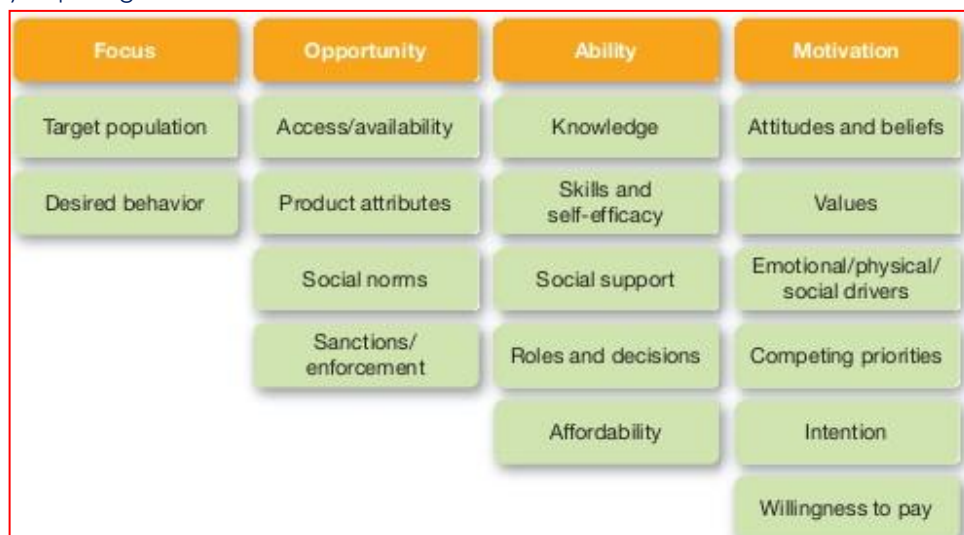 Focus
Opportunity
Ability
Motivation
Target population
Access/availability
Knowledge
Attitudes and beliefs
Desired behavior
Product attributes
Skills and
self-efficacy
Values
Social norms
Social support
Emotional/physical/
social drivers
Sanctions/
enforcement
Roles and decisions
Competing priorities
Affordability
Intention
Willingness to pay